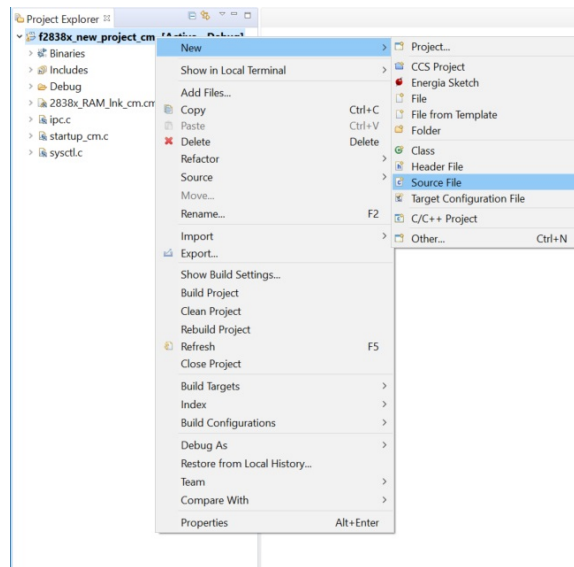 Project Explorer
f2838x_new_project_cm [Active - Debug]
Binaries
Includes
Debug
2838x_RAM_lnk_cm.cm
ipc.c
startup_cm.c
sysctl.c
New
Show in Local Terminal
Add Files...
Copy Ctrl+C
Paste Ctrl+V
Delete Delete
Refactor
Source
Move...
Rename... F2
Import
Export...
Show Build Settings...
Build Project
Clean Project
Rebuild Project
Refresh F5
Close Project
Build Targets
Index
Build Configurations
Debug As
Restore from Local History...
Team
Compare With
Properties Alt+Enter
Project...
CCS Project
Energia Sketch
File
File from Template
Folder
Class
Header File
Source File
Target Configuration File
C/C++ Project
Other... Ctrl+N